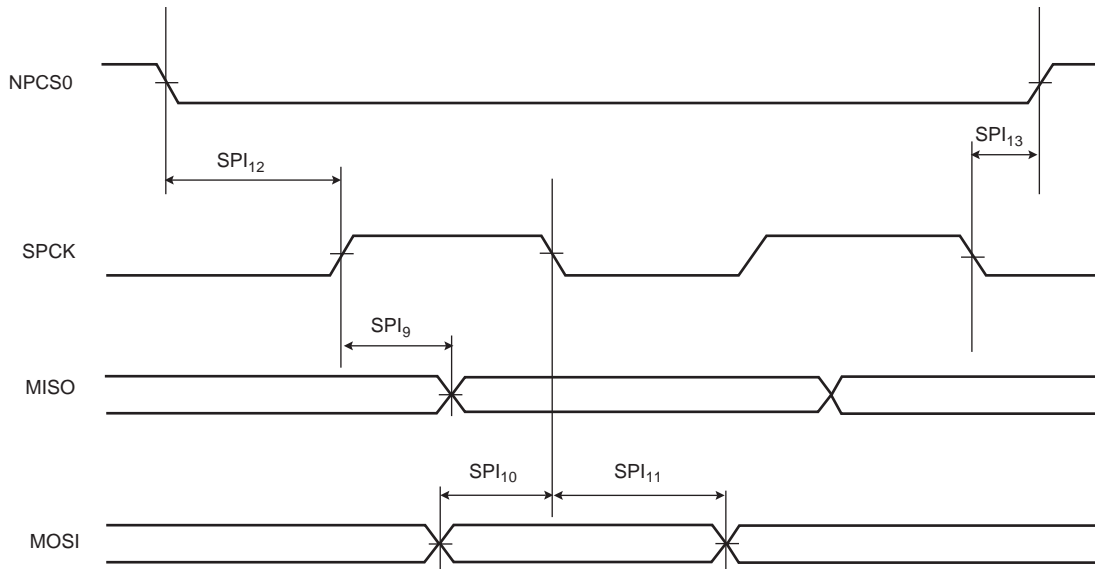 NPCS0
SPI₁₂
SPI₁₃
SPCK
SPI₉
MISO
SPI₁₀
SPI₁₁
MOSI